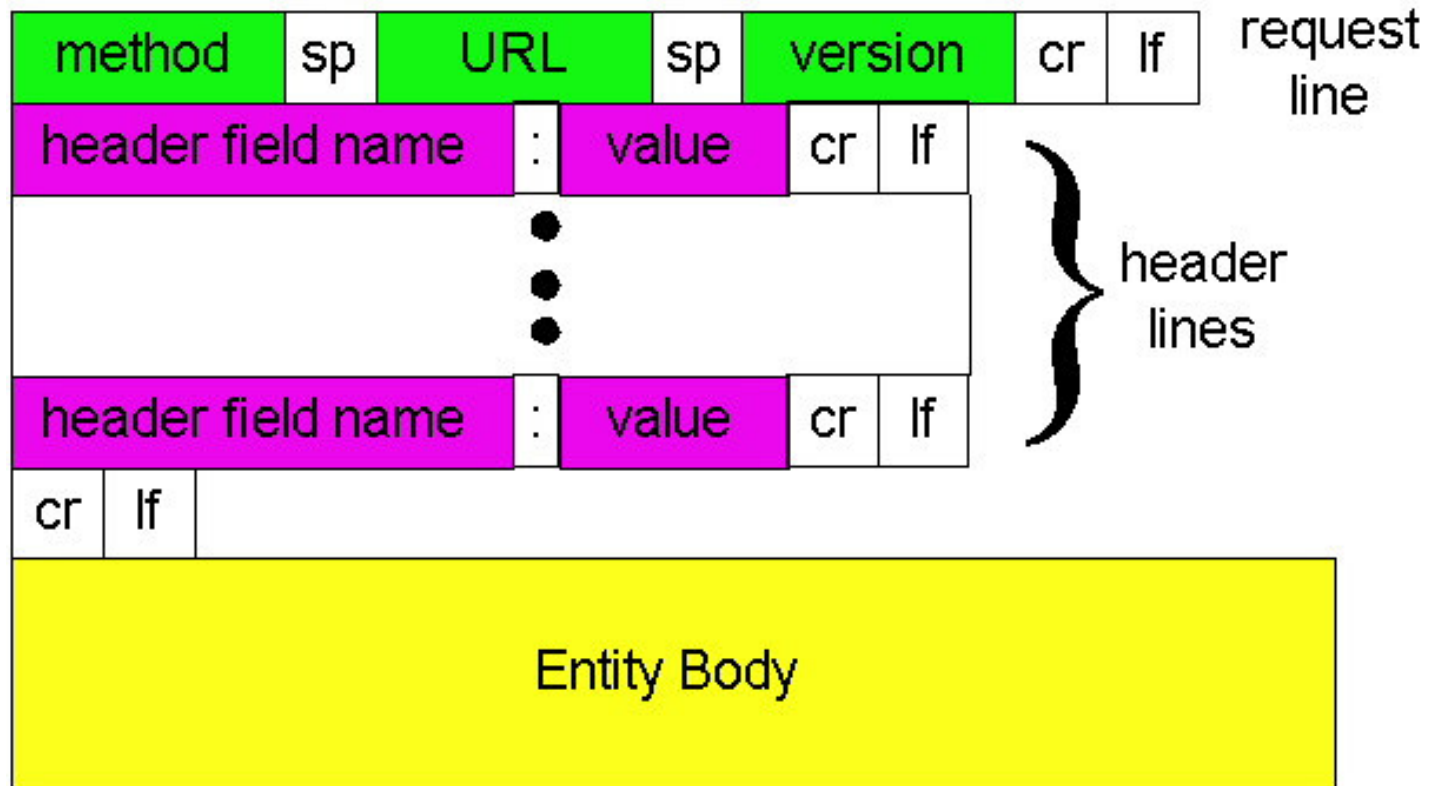 method sp URL sp version cr lf request line
header field name : value cr lf
header lines
header field name : value cr lf
cr lf
Entity Body